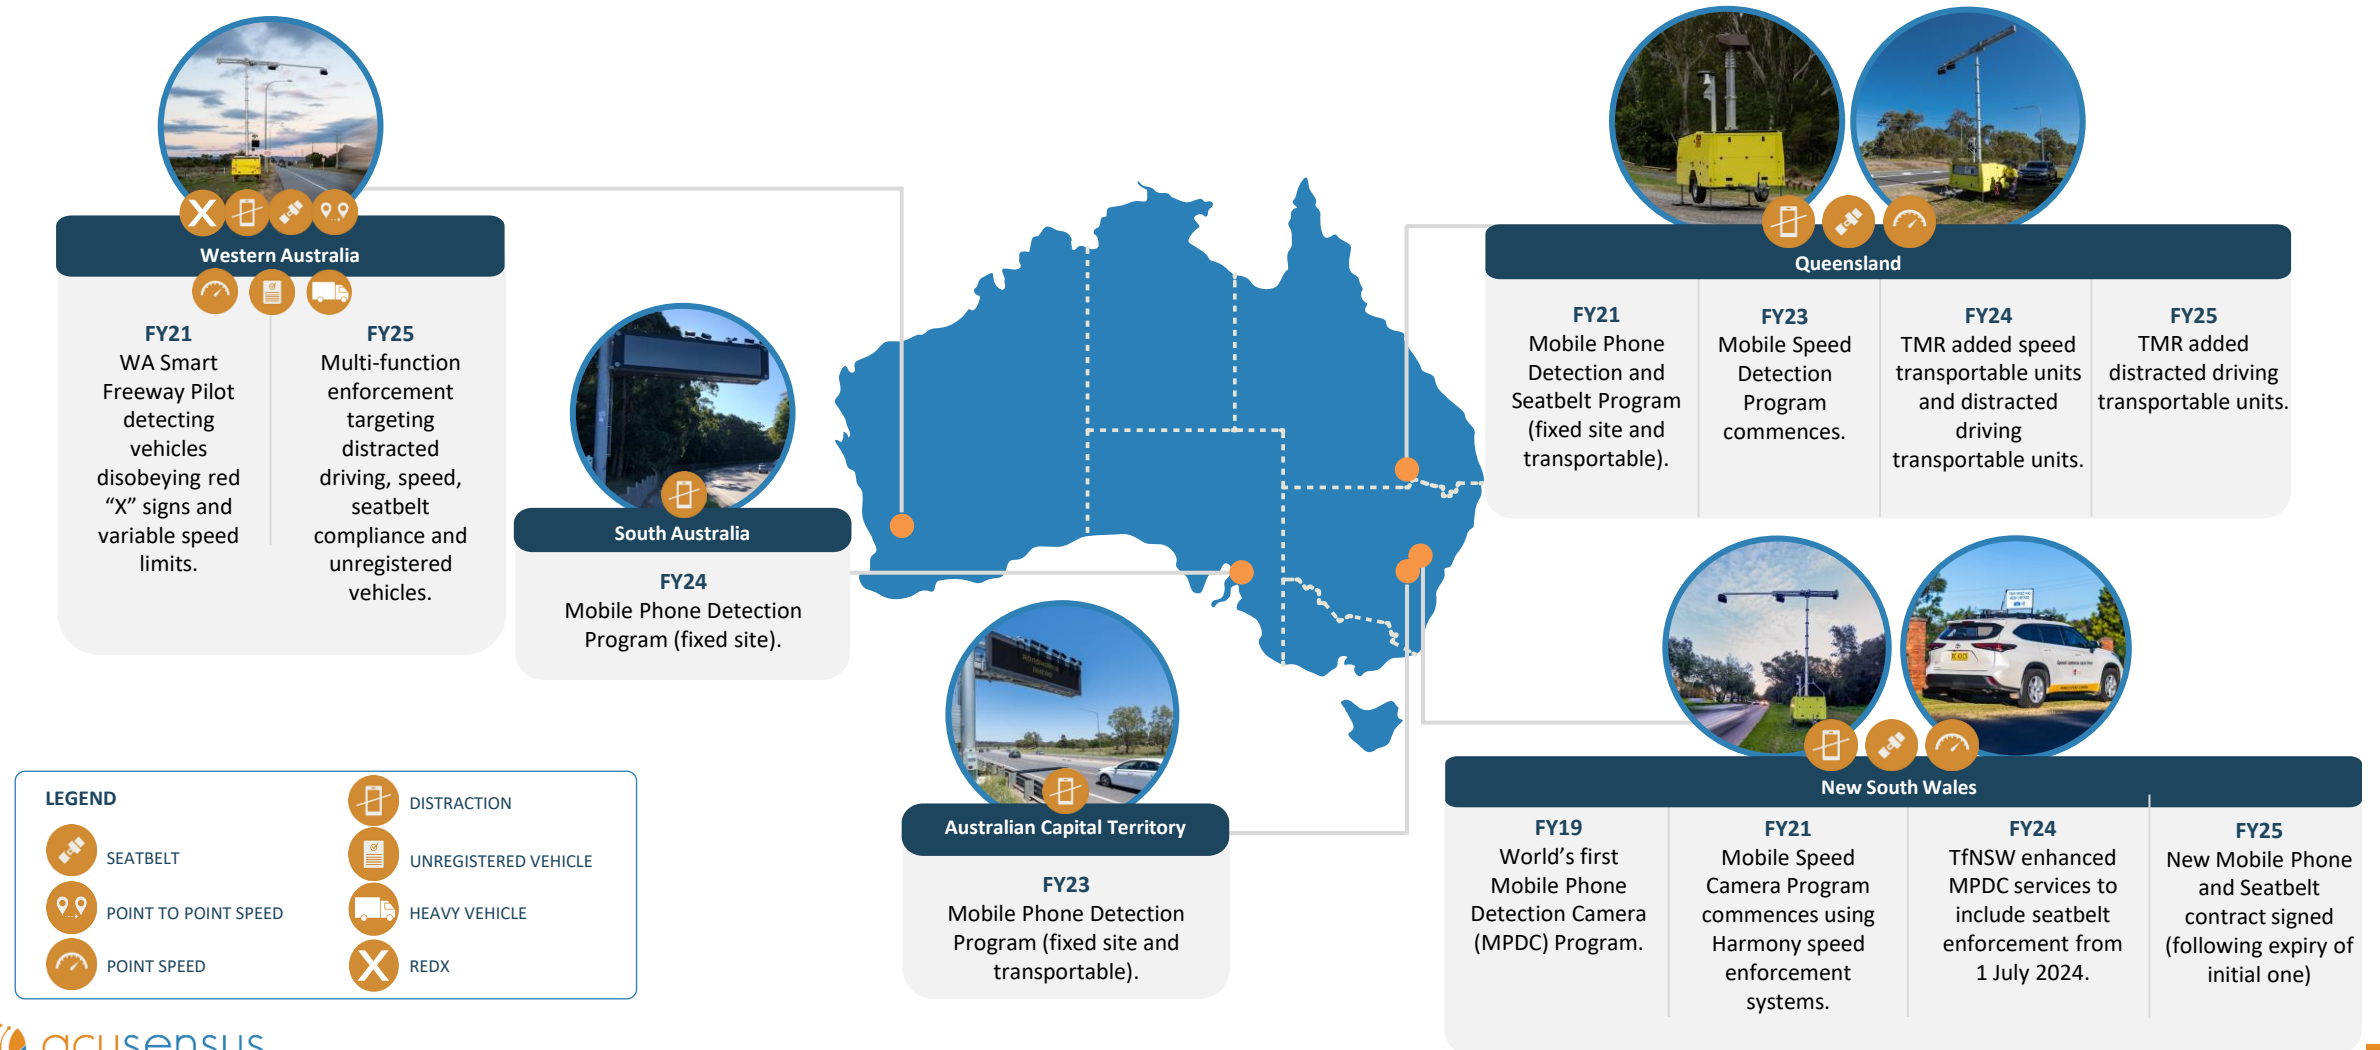 Western Australia
FY21
WA Smart
Freeway Pilot
detecting
vehicles
disobeying red
“X” signs and
variable speed
limits.
FY25
Multi-function
enforcement
targeting
distracted
driving, speed,
seatbelt
compliance and
unregistered
vehicles.
South Australia
FY24
Mobile Phone Detection
Program (fixed site).
Australian Capital Territory
FY23
Mobile Phone Detection
Program (fixed site and
transportable).
Queensland
FY21
Mobile Phone
Detection and
Seatbelt Program
(fixed site and
transportable).
FY23
Mobile Speed
Detection
Program
commences.
FY24
TMR added speed
transportable units
and distracted
driving
transportable units.
FY25
TMR added
distracted driving
transportable units.
New South Wales
FY19
World’s first
Mobile Phone
Detection Camera
(MPDC) Program.
FY21
Mobile Speed
Camera Program
commences using
Harmony speed
enforcement
systems.
FY24
TfNSW enhanced
MPDC services to
include seatbelt
enforcement from
1 July 2024.
FY25
New Mobile Phone
and Seatbelt
contract signed
(following expiry of
initial one)
LEGEND
SEATBELT
POINT TO POINT SPEED
POINT SPEED
DISTRACTION
UNREGISTERED VEHICLE
HEAVY VEHICLE
X REDX
acusensus